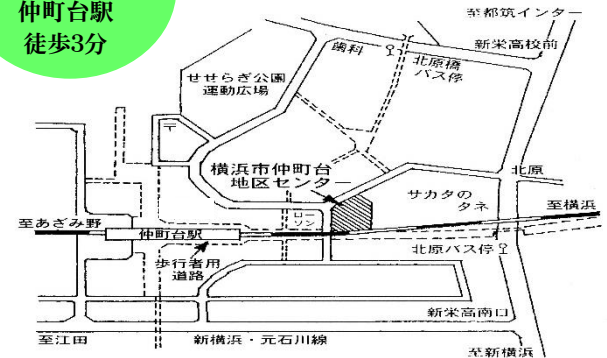 仲町台駅
徒歩3分
至都筑インター
新栄高校前
歯科
北原橋
バス停
せせらぎ公園
運動広場
〒
横浜市仲町台
地区センター
北原
サカタの
タネ
ローソン
至横浜
至あざみ野
仲町台駅
北原バス停
歩行者用
道路
新栄高南口
至江田
新横浜・元石川線
至新横浜